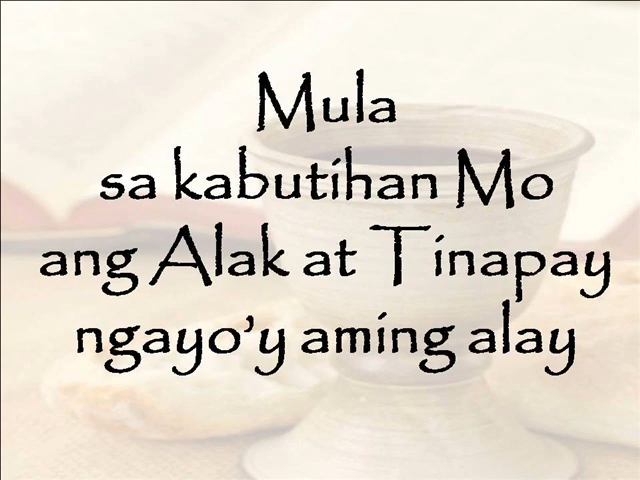 Mula
sa kabutihan Mo
ang Alak at Tinapay
ngayo'y aming alay